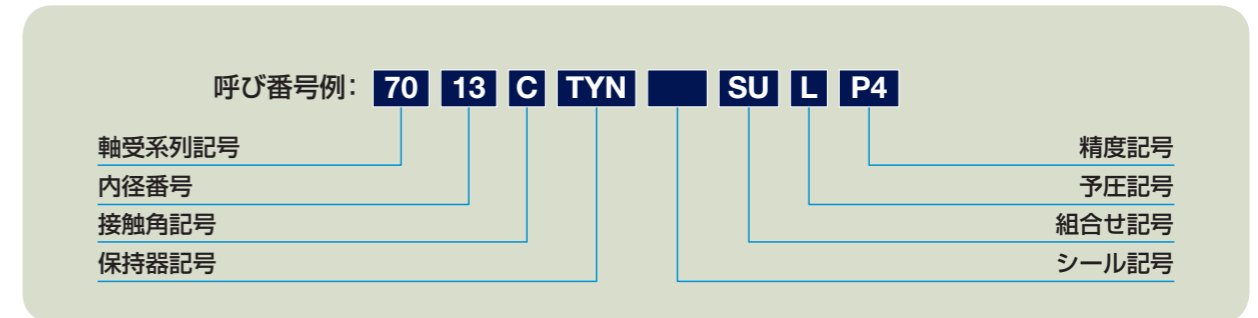 呼び番号例: 70 13 C TYN SU L P4
軸受系列記号 精度記号
内径番号 予圧記号
接触角記号 組合せ記号
保持器記号 シール記号